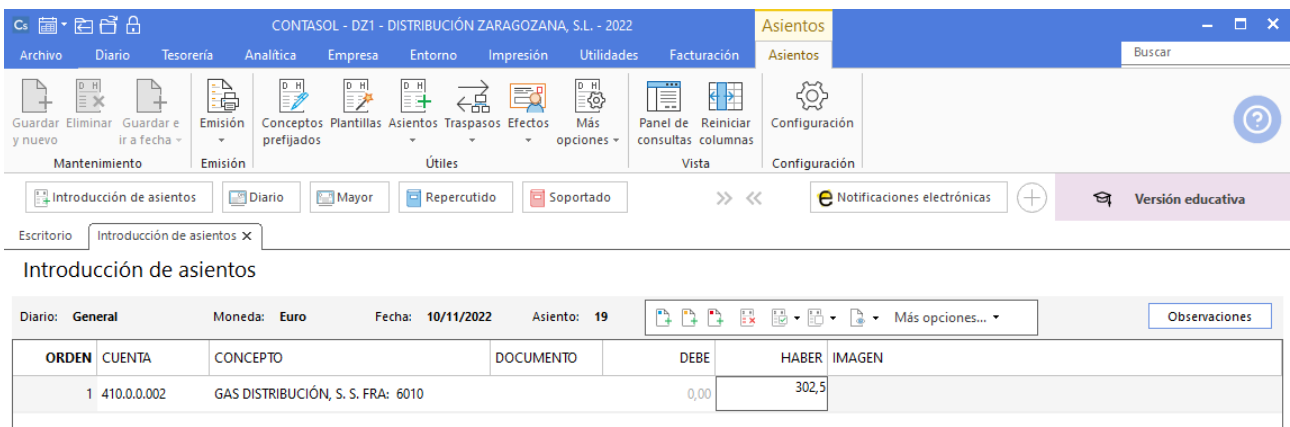 Cs CONTASOL - DZ1 - DISTRIBUCIÓN ZARAGOZANA, S.L. - 2022 Asientos
Archivo Diario Tesorería Analítica Empresa Entorno Impresión Utilidades Facturación Asientos Buscar
D H D H D H D H D H
Guardar Eliminar Guardar e Emisión Conceptos Plantillas Asientos Traspasos Efectos Más Panel de Reiniciar Configuración
y nuevo ir a fecha prefijados opciones consultas columnas
Mantenimiento Emisión Útiles Vista Configuración
Introducción de asientos Diario Mayor Repercutido Soportado Notificaciones electrónicas Versión educativa
Escritorio Introducción de asientos X
Introducción de asientos
Diario: General Moneda: Euro Fecha: 10/11/2022 Asiento: 19 Más opciones... Observaciones
ORDEN CUENTA CONCEPTO DOCUMENTO DEBE HABER IMAGEN
1 410.0.0.002 GAS DISTRIBUCIÓN, S. S. FRA: 6010 0,00 302,5